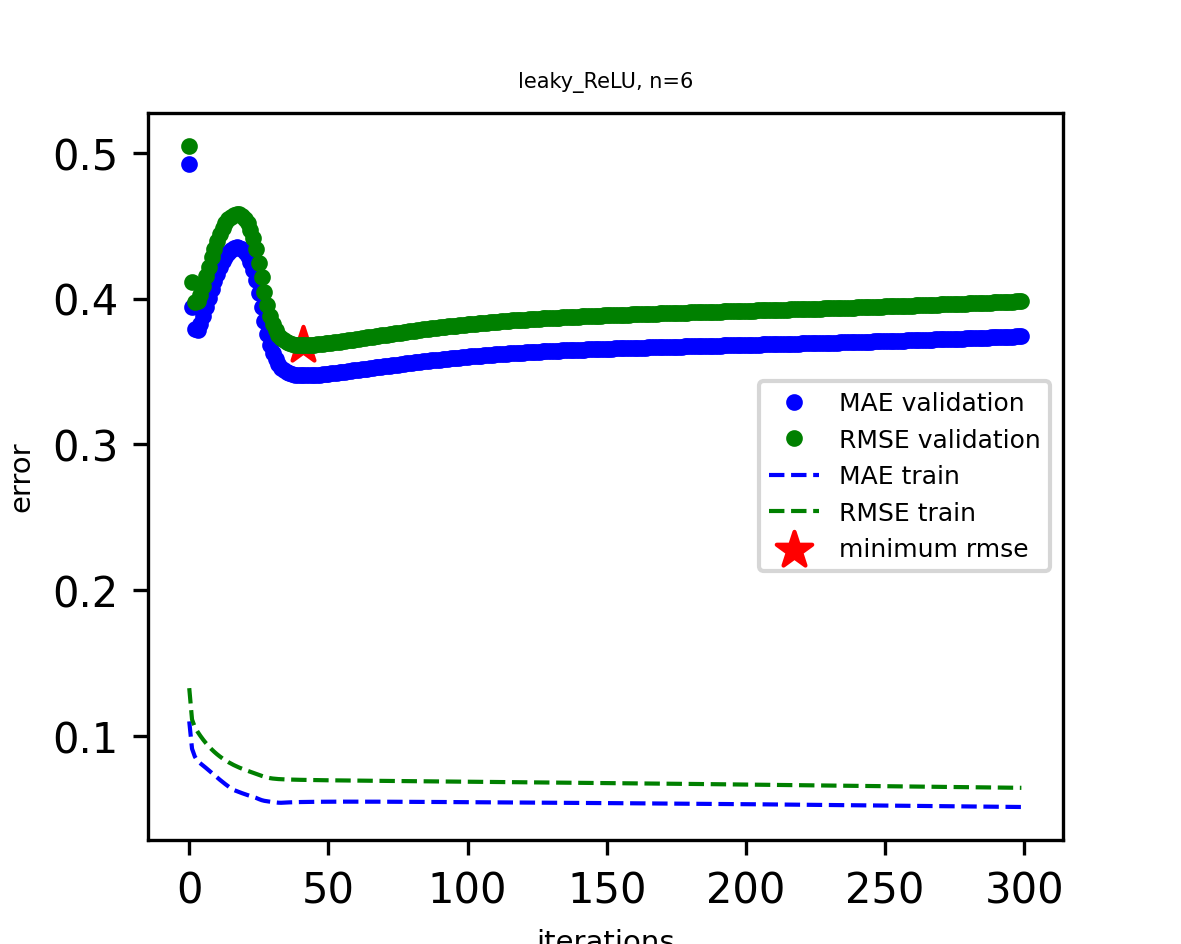 leaky_ReLU, n=6
0.5
0.4
0.3
0.2
0.1
error
MAE validation
RMSE validation
MAE train
RMSE train
minimum rmse
0 50 100 150 200 250 300
iterations